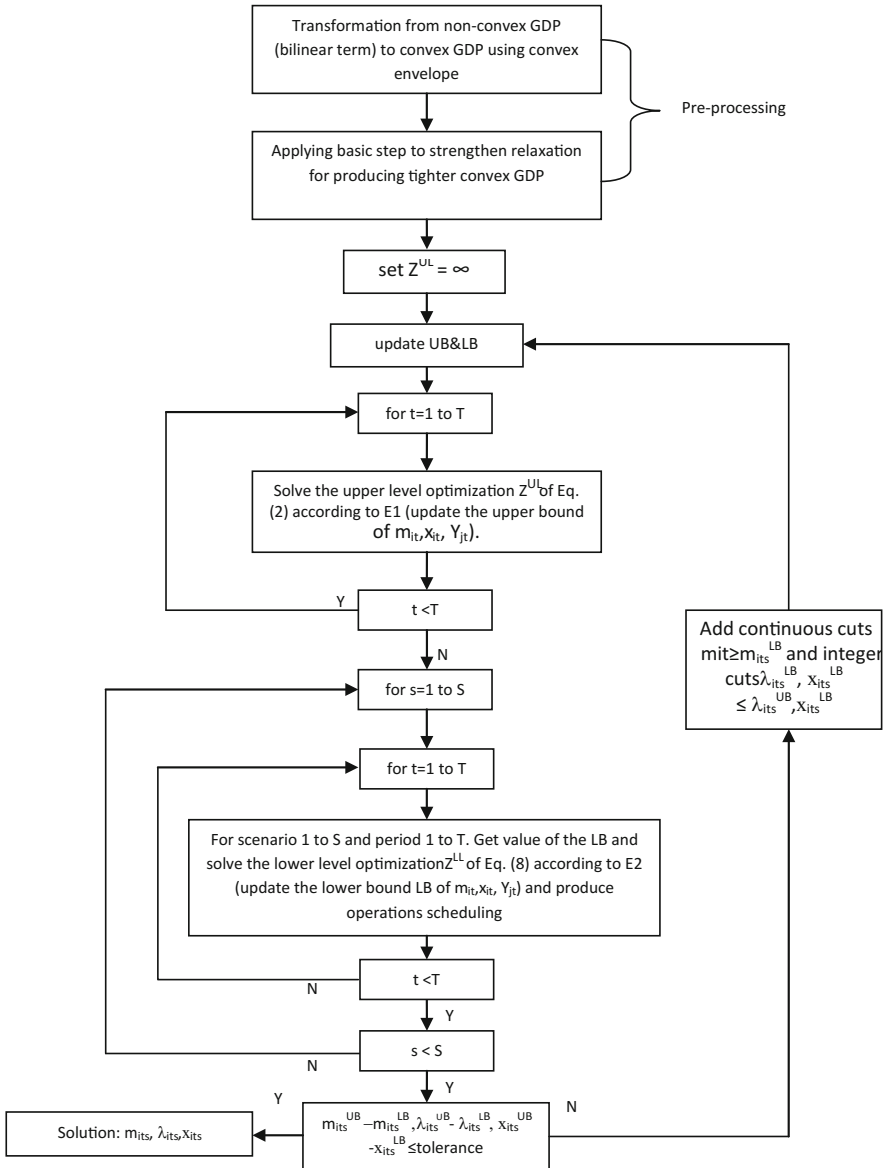 Transformation from non-convex GDP
(bilinear term) to convex GDP using convex
envelope
Pre-processing
Applying basic step to strengthen relaxation
for producing tighter convex GDP
set Z^UL = ∞
update UB&LB
for t=1 to T
Solve the upper level optimization Z^UL of Eq.
(2) according to E1 (update the upper bound
of m_it,x_it, Y_jt).
t <T
Y
N
Add continuous cuts
mit≥m_its^LB and integer
cutsλ_its^LB, x_its^LB
≤ λ_its^UB,x_its^LB
for s=1 to S
for t=1 to T
For scenario 1 to S and period 1 to T. Get value of the LB and
solve the lower level optimizationZ^LL of Eq. (8) according to E2
(update the lower bound LB of m_it,x_it, Y_jt) and produce
operations scheduling
t <T
N
Y
s < S
N
Y
Y
N
m_its^UB –m_its^LB,λ_its^UB - λ_its^LB, x_its^UB
-x_its^LB ≤tolerance
Solution: m_its, λ_its,x_its